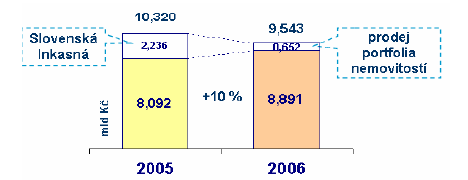 10,320
9,543
Slovenská
Inkasná
2,236
0,652
prodej
portfolia
nemovitostí
8,092
+10 %
8,891
mld Kč
2005
2006